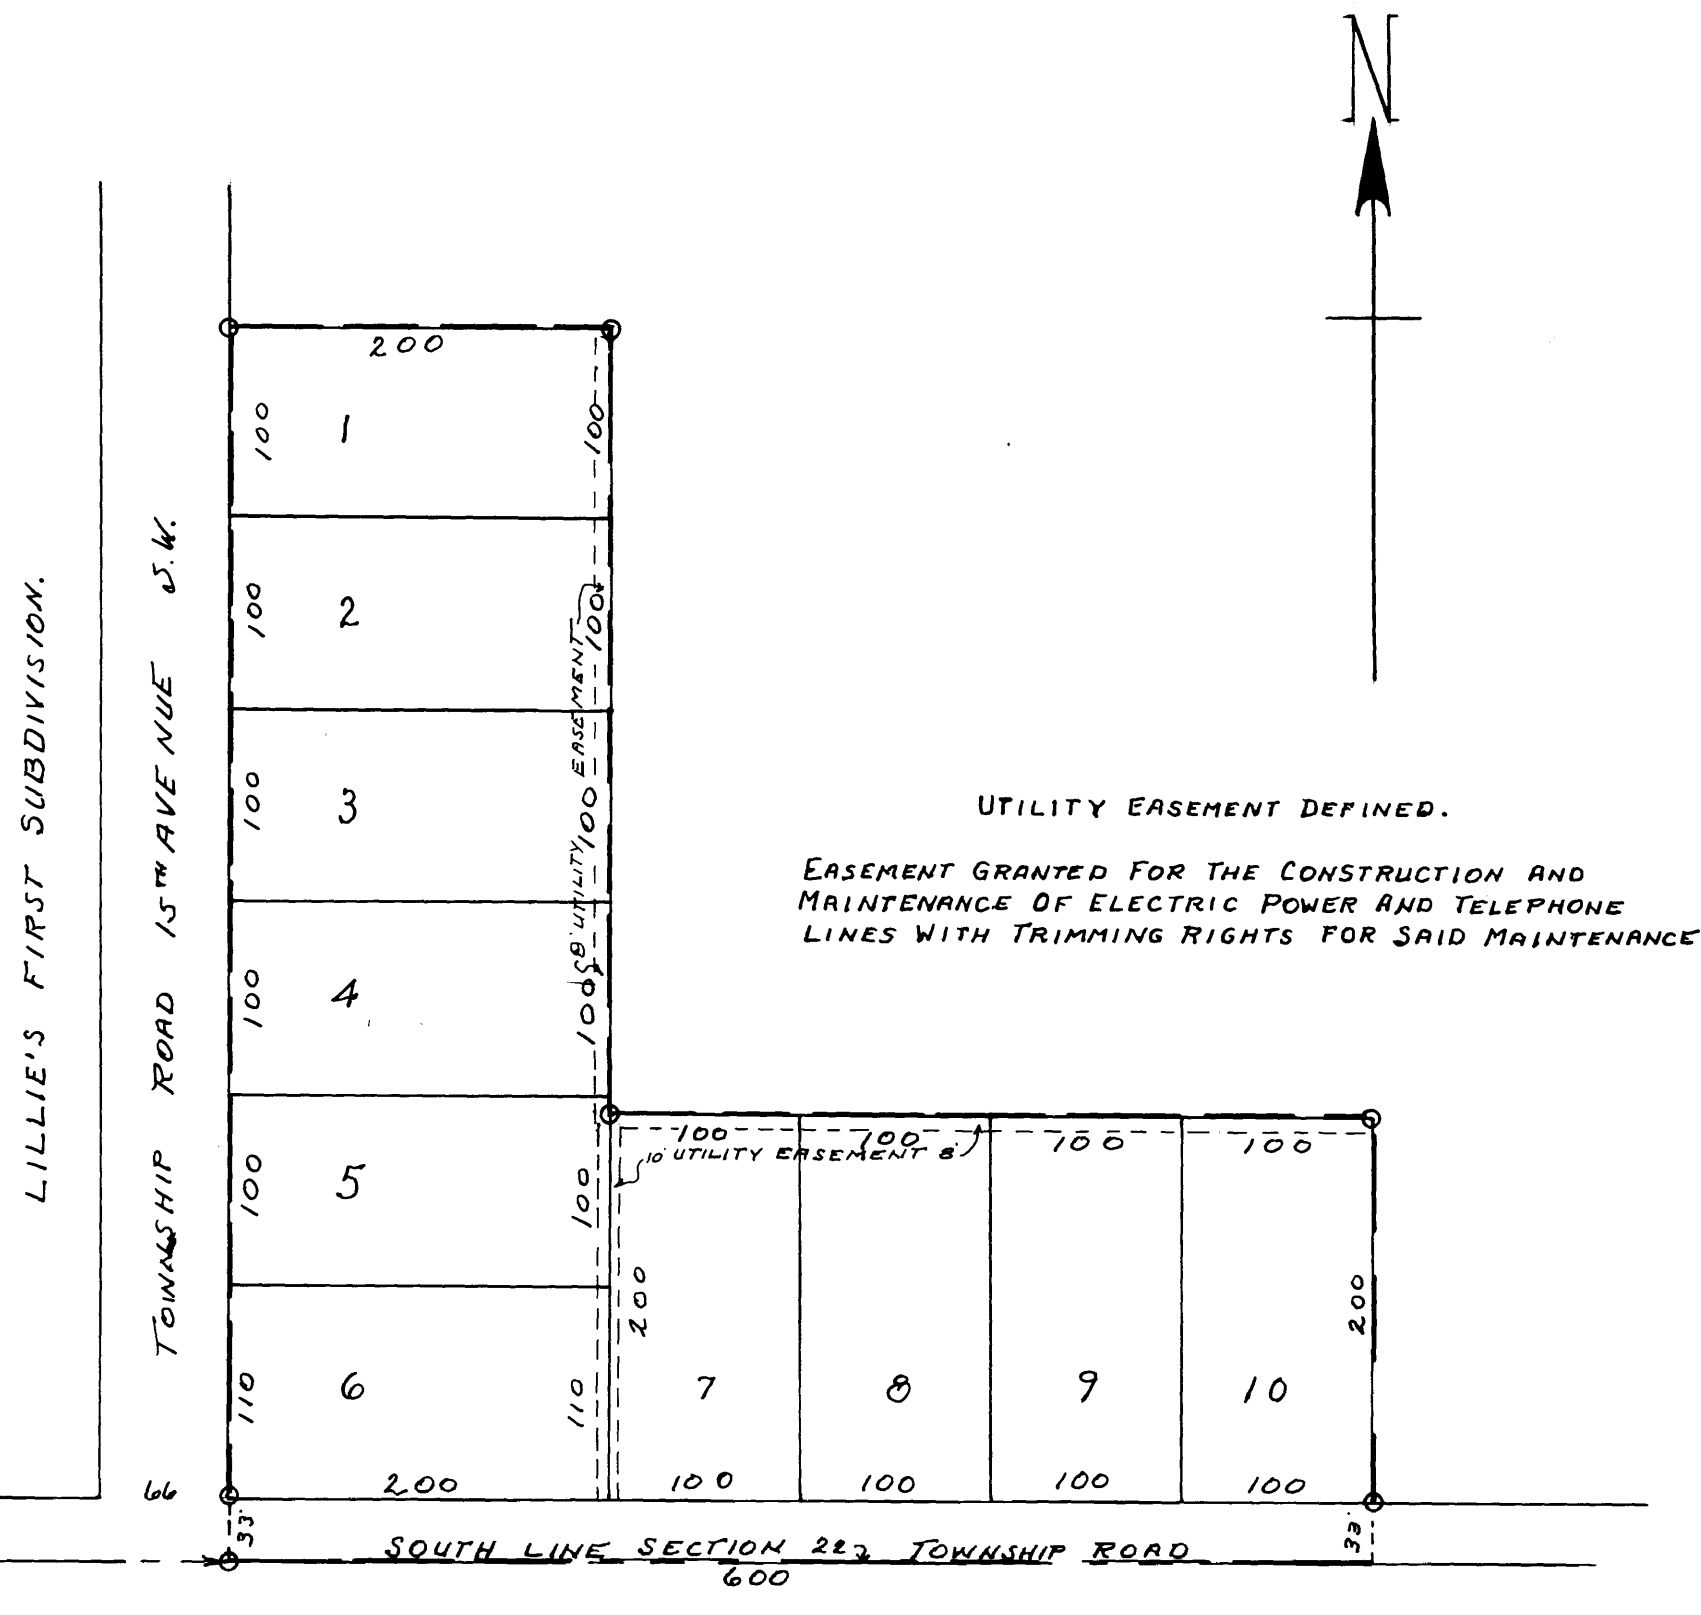 N
200
100 1 100
100 2 100
100 3 100
100 4 100
8' UTILITY EASEMENT
100 5 100
110 6 110
200
LILLIE'S FIRST SUBDIVISION.
TOWNSHIP ROAD 15TH AVENUE S.W.
UTILITY EASEMENT DEFINED.
EASEMENT GRANTED FOR THE CONSTRUCTION AND
MAINTENANCE OF ELECTRIC POWER AND TELEPHONE
LINES WITH TRIMMING RIGHTS FOR SAID MAINTENANCE
100 100 100 100
10' UTILITY EASEMENT 8'
200 200
7 8 9 10
100 100 100 100
66
33' 33'
SOUTH LINE SECTION 22 TOWNSHIP ROAD
600